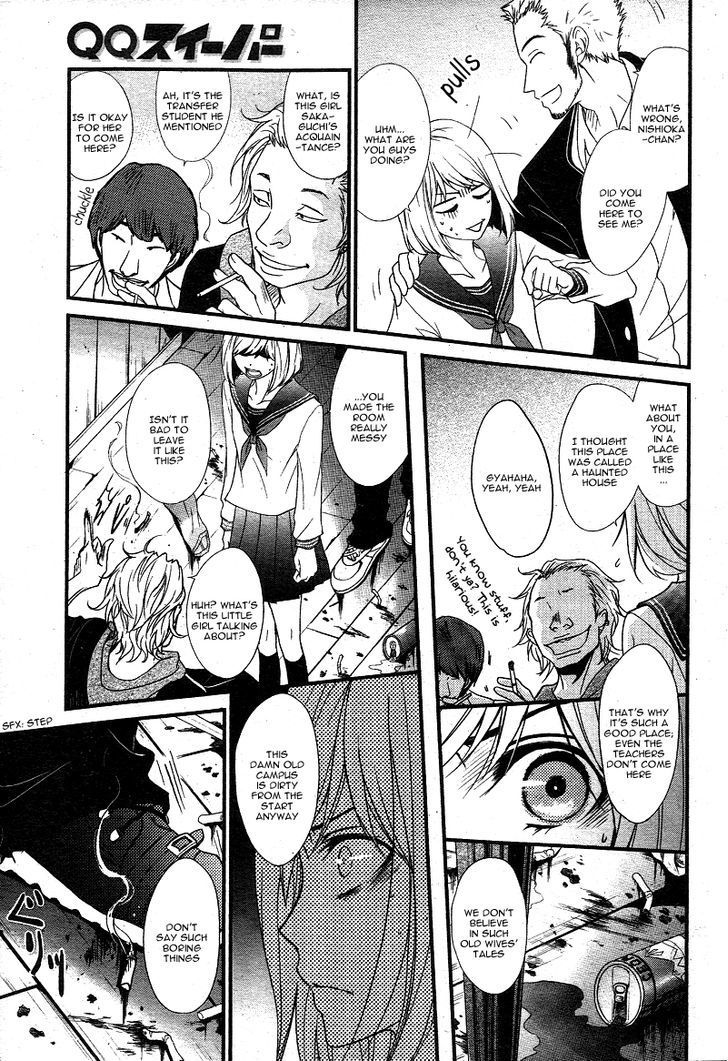 QQスイーパー
WHAT'S
WRONG,
NISHIOKA
-CHAN?
DID YOU
COME
HERE TO
SEE ME?
pulls
UHM...
WHAT ARE
YOU GUYS
DOING?
WHAT, IS
THIS GIRL
SAKA-
GUCHI'S
ACQUAIN
-TANCE?
AH, IT'S THE
TRANSFER
STUDENT HE
MENTIONED
IS IT OKAY
FOR HER
TO COME
HERE?
chuckle
WHAT
ABOUT
YOU,
IN A
PLACE
LIKE
THIS
...
I THOUGHT
THIS PLACE
WAS CALLED
A HAUNTED
HOUSE
GYAHAHA,
YEAH, YEAH
You know stuff,
don't ya? This is
hilarious!
THAT'S WHY
IT'S SUCH A
GOOD PLACE;
EVEN THE
TEACHERS
DON'T COME
HERE
...YOU
MADE THE
ROOM
REALLY
MESSY
ISN'T IT
BAD TO
LEAVE
IT LIKE
THIS?
HUH? WHAT'S
THIS LITTLE
GIRL TALKING
ABOUT?
WE DON'T
BELIEVE
IN SUCH
OLD WIVES'
TALES
THIS
DAMN OLD
CAMPUS
IS DIRTY
FROM THE
START
ANYWAY
SFX: STEP
DON'T
SAY SUCH
BORING
THINGS
ぐりっ